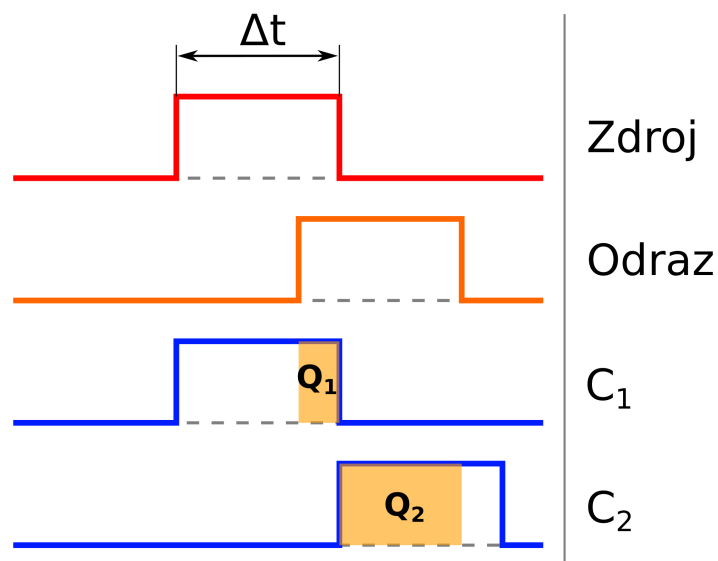 Δt
Zdroj
Odraz
Q₁
C₁
Q₂
C₂